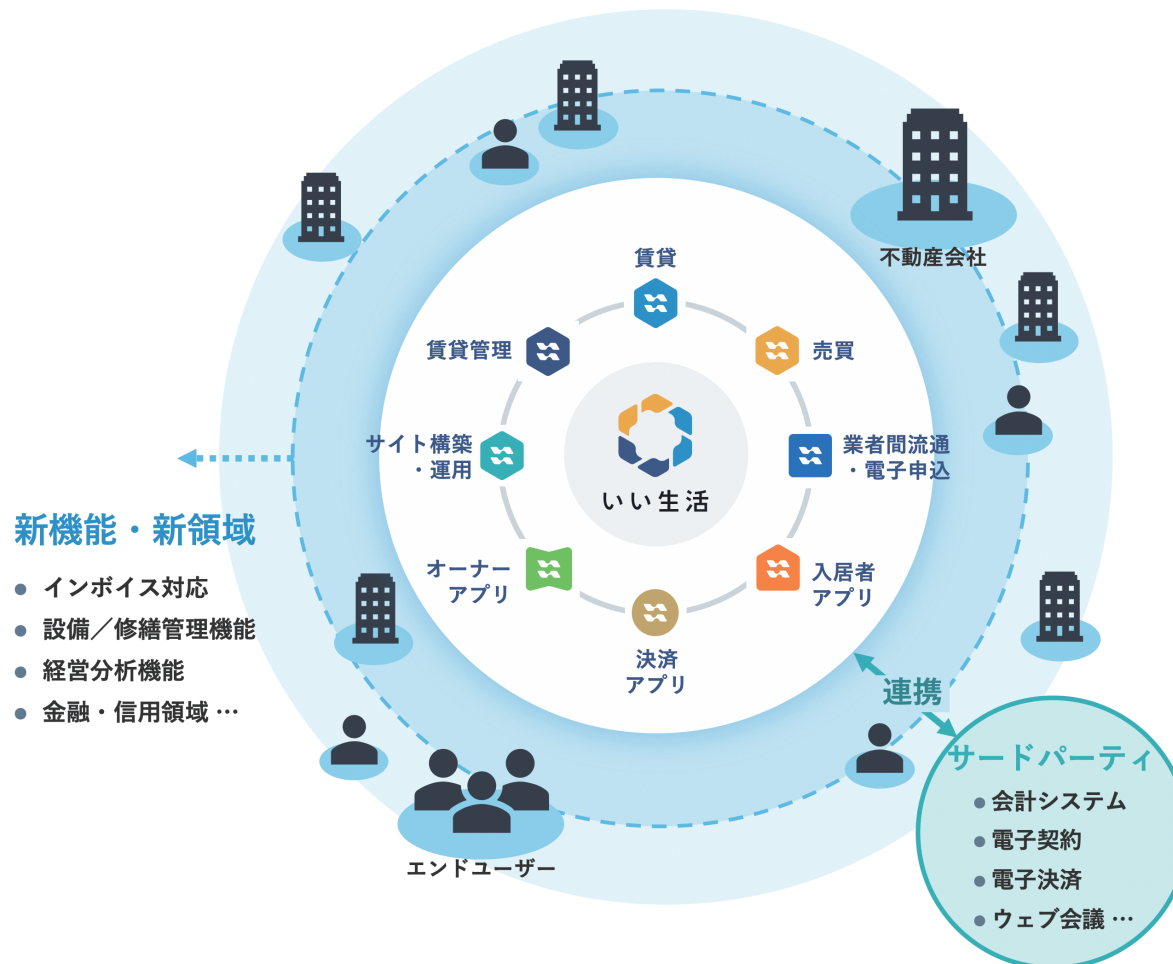 不動産会社
賃貸
賃貸管理
売買
サイト構築
・運用
業者間流通
・電子申込
いい生活
オーナー
アプリ
入居者
アプリ
決済
アプリ
新機能・新領域
● インボイス対応
● 設備／修繕管理機能
● 経営分析機能
● 金融・信用領域 …
連携
サードパーティ
● 会計システム
● 電子契約
● 電子決済
● ウェブ会議 …
エンドユーザー